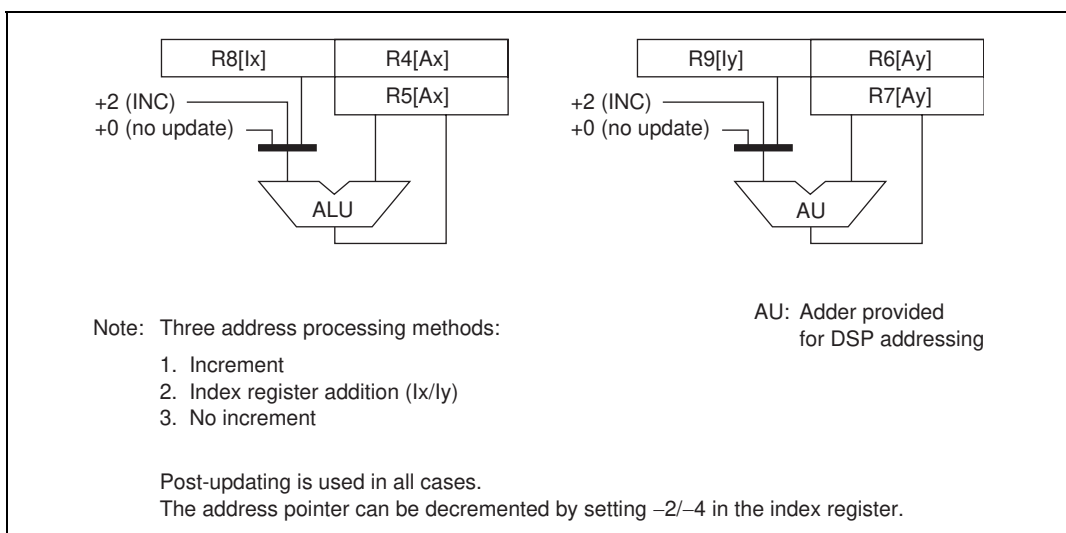 R8[Ix] R4[Ax]
R5[Ax]
+2 (INC)
+0 (no update)
ALU
R9[Iy] R6[Ay]
R7[Ay]
+2 (INC)
+0 (no update)
AU
AU: Adder provided
for DSP addressing
Note: Three address processing methods:
1. Increment
2. Index register addition (Ix/Iy)
3. No increment
Post-updating is used in all cases.
The address pointer can be decremented by setting −2/−4 in the index register.